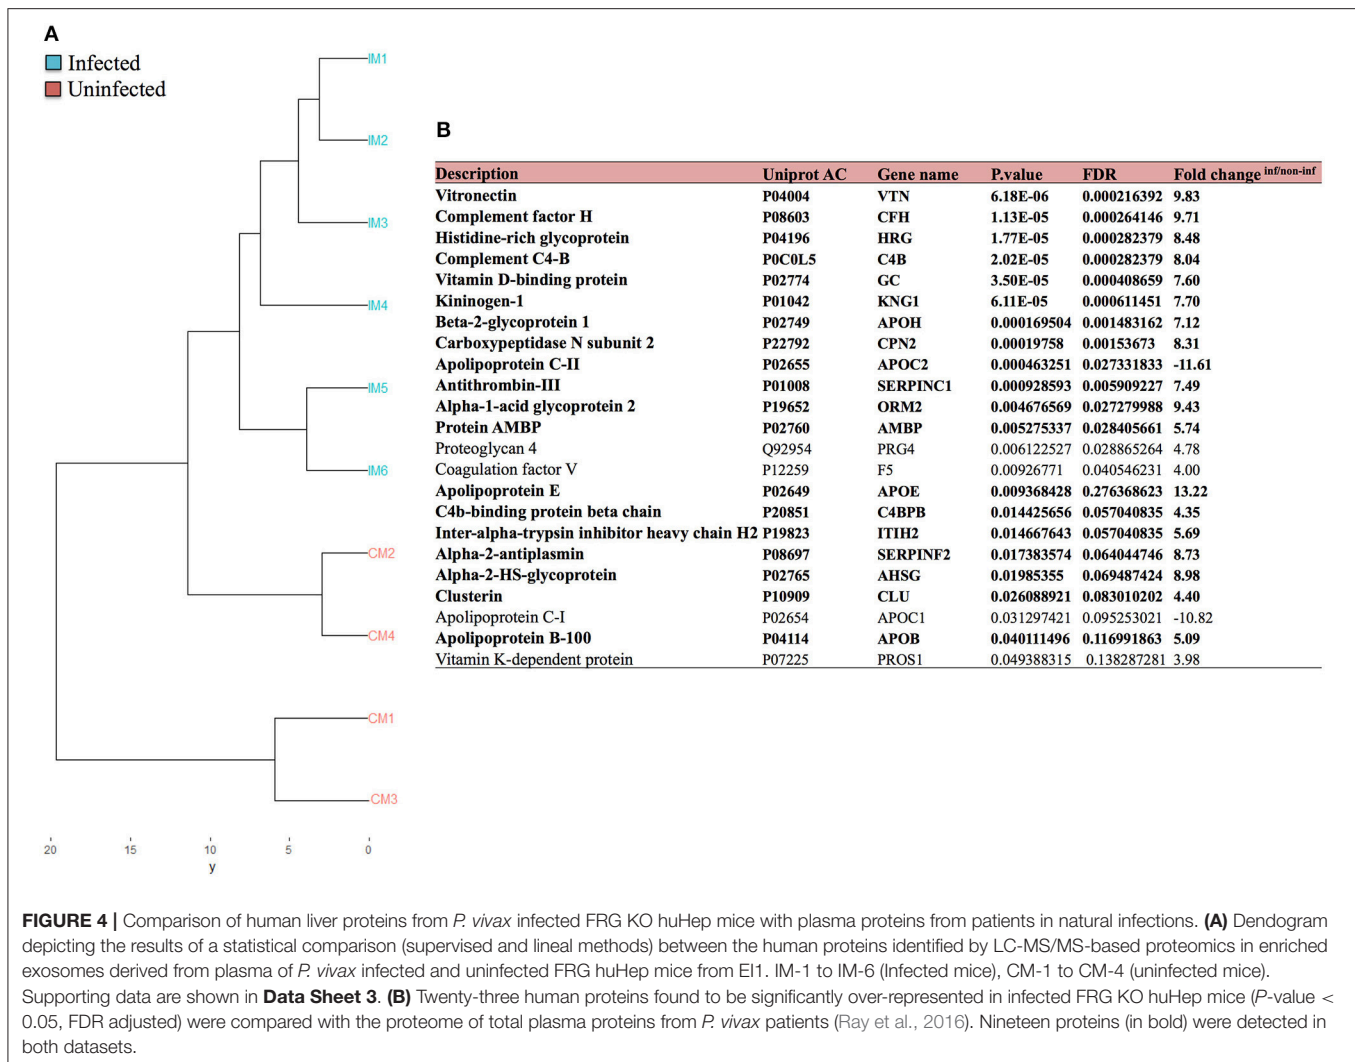 A
Infected
Uninfected
IM1
IM2
IM3
IM4
IM5
IM6
CM2
CM4
CM1
CM3
20 15 10 5 0
y
B
Description Uniprot AC Gene name P.value FDR Fold change inf/non-inf
Vitronectin P04004 VTN 6.18E-06 0.000216392 9.83
Complement factor H P08603 CFH 1.13E-05 0.000264146 9.71
Histidine-rich glycoprotein P04196 HRG 1.77E-05 0.000282379 8.48
Complement C4-B P0C0L5 C4B 2.02E-05 0.000282379 8.04
Vitamin D-binding protein P02774 GC 3.50E-05 0.000408659 7.60
Kininogen-1 P01042 KNG1 6.11E-05 0.000611451 7.70
Beta-2-glycoprotein 1 P02749 APOH 0.000169504 0.001483162 7.12
Carboxypeptidase N subunit 2 P22792 CPN2 0.00019758 0.00153673 8.31
Apolipoprotein C-II P02655 APOC2 0.000463251 0.027331833 -11.61
Antithrombin-III P01008 SERPINC1 0.000928593 0.005909227 7.49
Alpha-1-acid glycoprotein 2 P19652 ORM2 0.004676569 0.027279988 9.43
Protein AMBP P02760 AMBP 0.005275337 0.028405661 5.74
Proteoglycan 4 Q92954 PRG4 0.006122527 0.028865264 4.78
Coagulation factor V P12259 F5 0.00926771 0.040546231 4.00
Apolipoprotein E P02649 APOE 0.009368428 0.276368623 13.22
C4b-binding protein beta chain P20851 C4BPB 0.014425656 0.057040835 4.35
Inter-alpha-trypsin inhibitor heavy chain H2 P19823 ITIH2 0.014667643 0.057040835 5.69
Alpha-2-antiplasmin P08697 SERPINF2 0.017383574 0.064044746 8.73
Alpha-2-HS-glycoprotein P02765 AHSG 0.01985355 0.069487424 8.98
Clusterin P10909 CLU 0.026088921 0.083010202 4.40
Apolipoprotein C-I P02654 APOC1 0.031297421 0.095253021 -10.82
Apolipoprotein B-100 P04114 APOB 0.040111496 0.116991863 5.09
Vitamin K-dependent protein P07225 PROS1 0.049388315 0.138287281 3.98
FIGURE 4 | Comparison of human liver proteins from P. vivax infected FRG KO huHep mice with plasma proteins from patients in natural infections. (A) Dendogram
depicting the results of a statistical comparison (supervised and lineal methods) between the human proteins identified by LC-MS/MS-based proteomics in enriched
exosomes derived from plasma of P. vivax infected and uninfected FRG huHep mice from EI1. IM-1 to IM-6 (Infected mice), CM-1 to CM-4 (uninfected mice).
Supporting data are shown in Data Sheet 3. (B) Twenty-three human proteins found to be significantly over-represented in infected FRG KO huHep mice (P-value <
0.05, FDR adjusted) were compared with the proteome of total plasma proteins from P. vivax patients (Ray et al., 2016). Nineteen proteins (in bold) were detected in
both datasets.